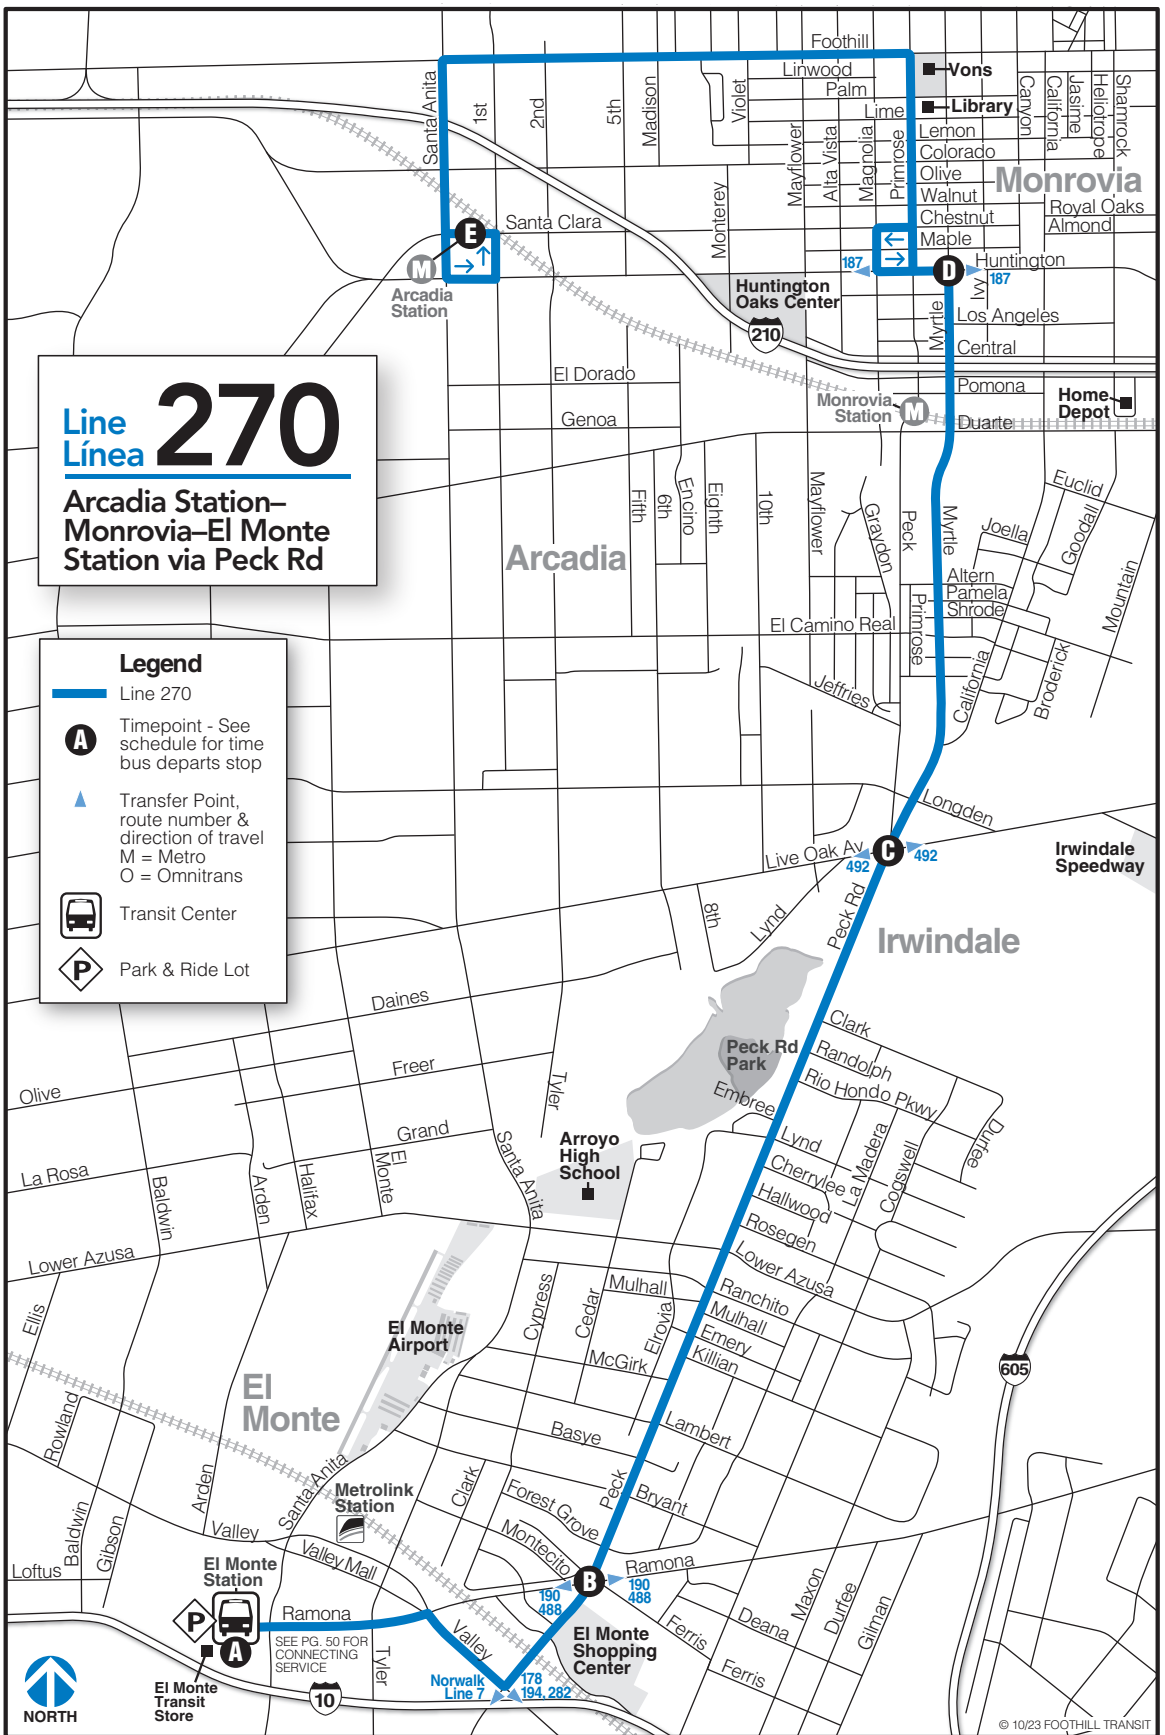 Foothill
Linwood
Vons
Palm
Lime
Library
Lemon
Colorado
Olive
Walnut
Chestnut
Maple
Monrovia
Royal Oaks
Almond
Huntington
187
187
D
Ivy
Santa Anita
1st
2nd
5th
Madison
Violet
Mayflower
Alta Vista
Magnolia
Primrose
Canyon
California
Jasime
Heliotrope
Shamrock
Monterey
Santa Clara
E
M
Arcadia
Station
Huntington
Oaks Center
210
Myrtle
Los Angeles
Central
Pomona
Home
Depot
Monrovia
Station
M
Duarte
El Dorado
Genoa
Line
Línea
270
Arcadia Station–
Monrovia–El Monte
Station via Peck Rd
Fifth
6th
Encino
Eighth
10th
Mayflower
Graydon
Peck
Myrtle
Joella
Euclid
Goodall
Mountain
Arcadia
Altern
Pamela
Shrode
El Camino Real
Primrose
Jeffries
California
Broderick
Legend
Line 270
A
Timepoint - See
schedule for time
bus departs stop
Transfer Point,
route number &
direction of travel
M = Metro
O = Omnitrans
Transit Center
P
Park & Ride Lot
Longden
Live Oak Av
C
492
492
Irwindale
Speedway
8th
Lynd
Peck Rd
Irwindale
Daines
Freer
Olive
Grand
La Rosa
Tyler
Santa Anita
El
Monte
Halifax
Arden
Baldwin
Lower Azusa
Peck Rd
Park
Clark
Randolph
Rio Hondo Pkwy
Embree
Lynd
Cherrylee
La Madera
Cogswell
Durfee
Hallwood
Rosegen
Lower Azusa
Arroyo
High
School
Ellis
El Monte
Airport
Cypress
Cedar
Mulhall
Elrovia
McGirk
Ranchito
Mulhall
Emery
Killian
605
El
Monte
Rowland
Arden
Santa Anita
Basye
Lambert
Metrolink
Station
Clark
Forest Grove
Peck
Bryant
Montecito
Baldwin
Gibson
Valley
Valley Mall
Loftus
El Monte
Station
Ramona
B
190
488
190
488
Ramona
P
A
SEE PG. 50 FOR
CONNECTING
SERVICE
Tyler
Valley
El Monte
Shopping
Center
Ferris
Deana
Maxon
Durfee
Gilman
Ferris
El Monte
Transit
Store
10
Norwalk
Line 7
178
194, 282
NORTH
© 10/23 FOOTHILL TRANSIT